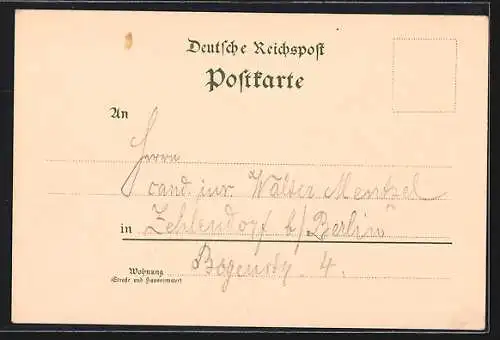 Deutsche Reichspost
Postkarte
An
Herrn
cand. jur. Walter Mentzel
in Zehlendorf b/Berlin
Wohnung Bogenstr. 4.
(Straße und Hausnummer)